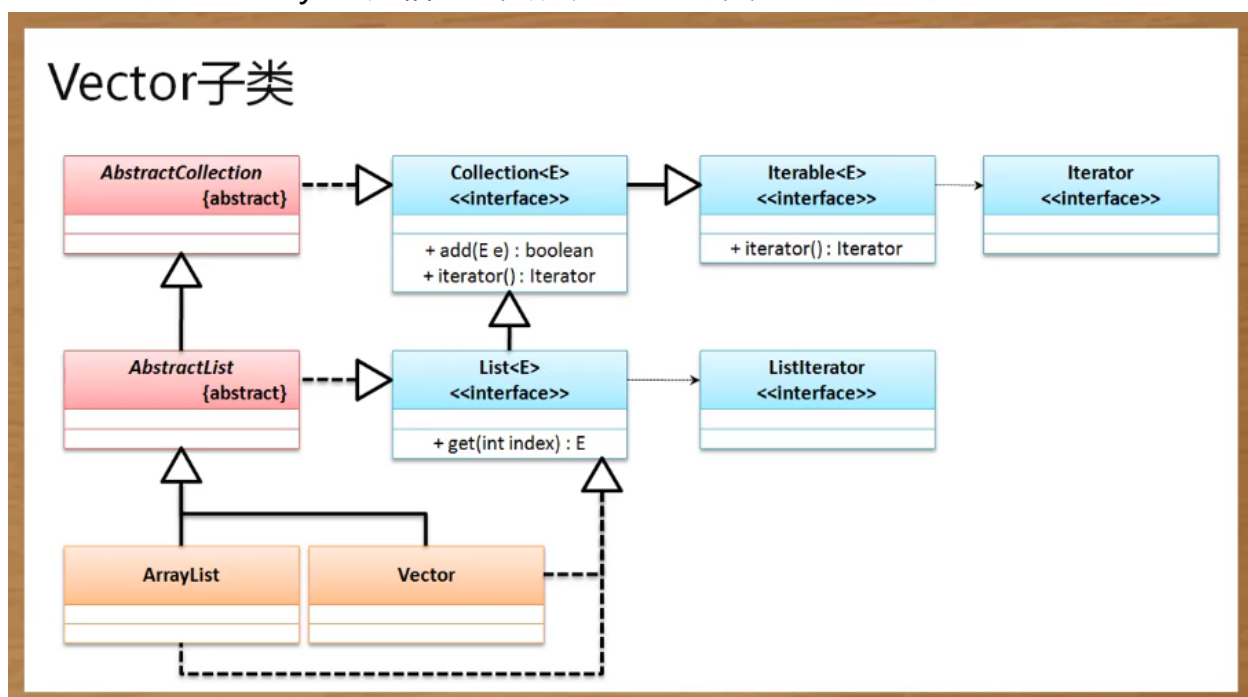 Vector子类
AbstractCollection
{abstract}
Collection<E>
<<interface>>
+ add(E e) : boolean
+ iterator() : Iterator
Iterable<E>
<<interface>>
+ iterator() : Iterator
Iterator
<<interface>>
AbstractList
{abstract}
List<E>
<<interface>>
+ get(int index) : E
ListIterator
<<interface>>
ArrayList
Vector